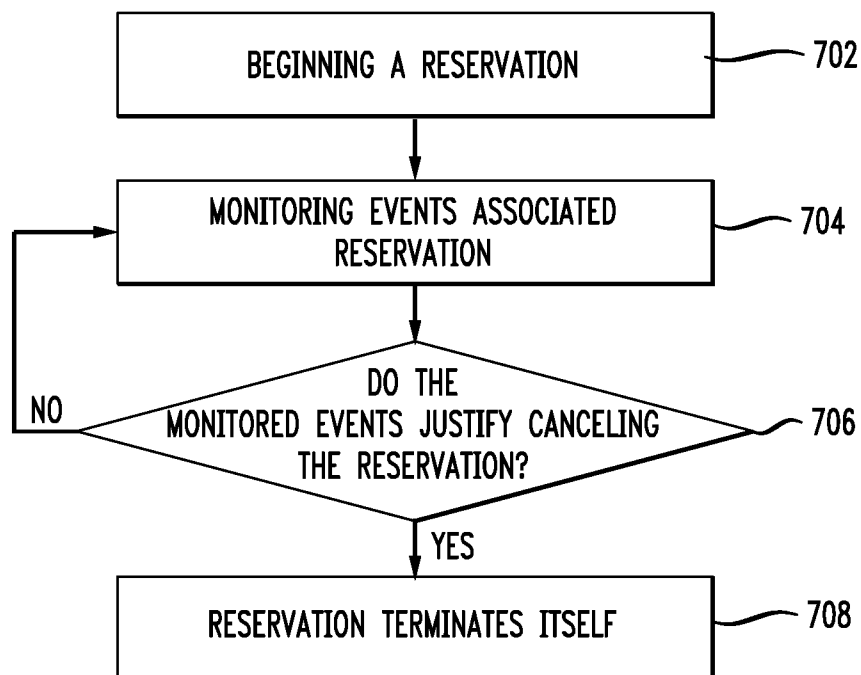 BEGINNING A RESERVATION
702
MONITORING EVENTS ASSOCIATED
RESERVATION
704
DO THE
MONITORED EVENTS JUSTIFY CANCELING
THE RESERVATION?
706
NO
YES
RESERVATION TERMINATES ITSELF
708